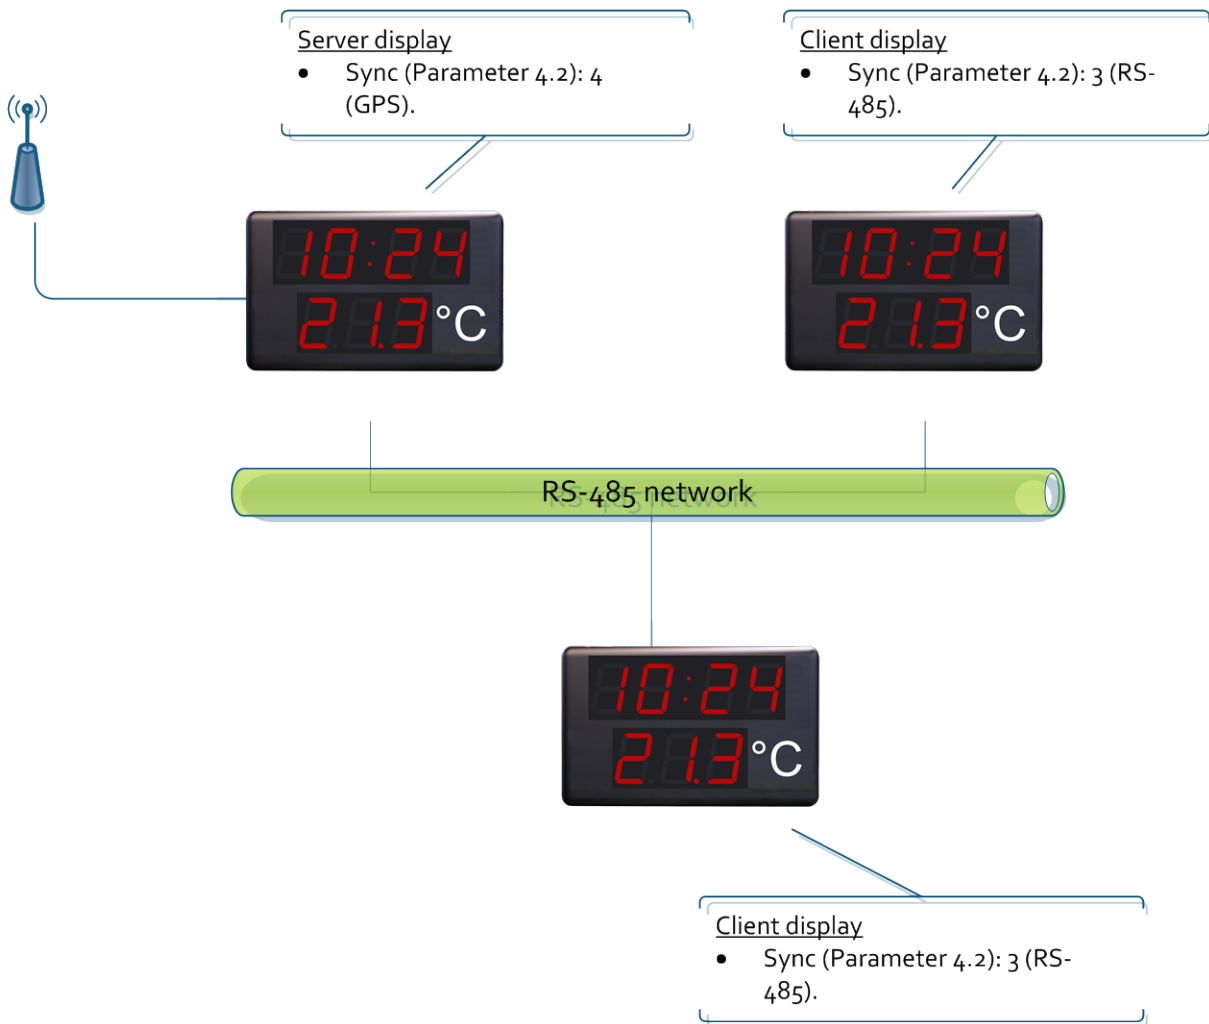 Server display
• Sync (Parameter 4.2): 4
(GPS).
Client display
• Sync (Parameter 4.2): 3 (RS-
485).
10:24
21.3 °C
10:24
21.3 °C
RS-485 network
10:24
21.3 °C
Client display
• Sync (Parameter 4.2): 3 (RS-
485).